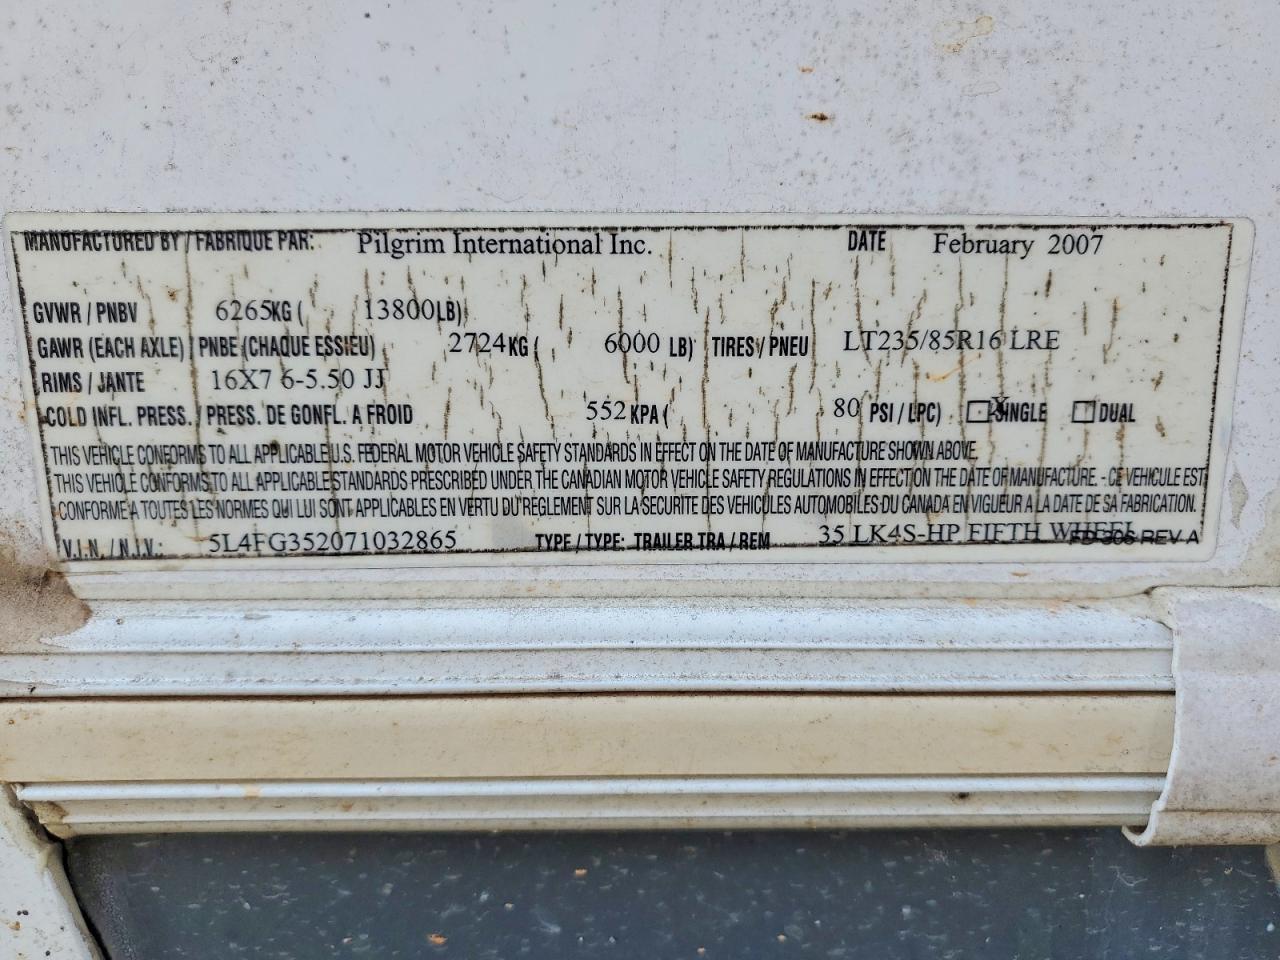 MANUFACTURED BY / FABRIQUE PAR: Pilgrim International Inc. DATE February 2007
GVWR / PNBV 6265KG ( 13800LB)
GAWR (EACH AXLE) / PNBE (CHAQUE ESSIEU) 2724KG ( 6000 LB) TIRES / PNEU LT235/85R16 LRE
RIMS / JANTE 16X7 6-5.50 JJ
COLD INFL. PRESS. / PRESS. DE GONFL. A FROID 552KPA ( 80 PSI / LPC) X SINGLE DUAL
THIS VEHICLE CONFORMS TO ALL APPLICABLE U.S. FEDERAL MOTOR VEHICLE SAFETY STANDARDS IN EFFECT ON THE DATE OF MANUFACTURE SHOWN ABOVE.
THIS VEHICLE CONFORMS TO ALL APPLICABLE STANDARDS PRESCRIBED UNDER THE CANADIAN MOTOR VEHICLE SAFETY REGULATIONS IN EFFECT ON THE DATE OF MANUFACTURE. - CE VEHICULE EST
CONFORME A TOUTES LES NORMES QUI LUI SONT APPLICABLES EN VERTU DU REGLEMENT SUR LA SECURITE DES VEHICULES AUTOMOBILES DU CANADA EN VIGUEUR A LA DATE DE SA FABRICATION.
V.I.N. / N.I.V.: 5L4FG352071032865 TYPE / TYPE: TRAILER TRA / REM 35 LK4S-HP FIFTH WHEEL FD-306 REV A